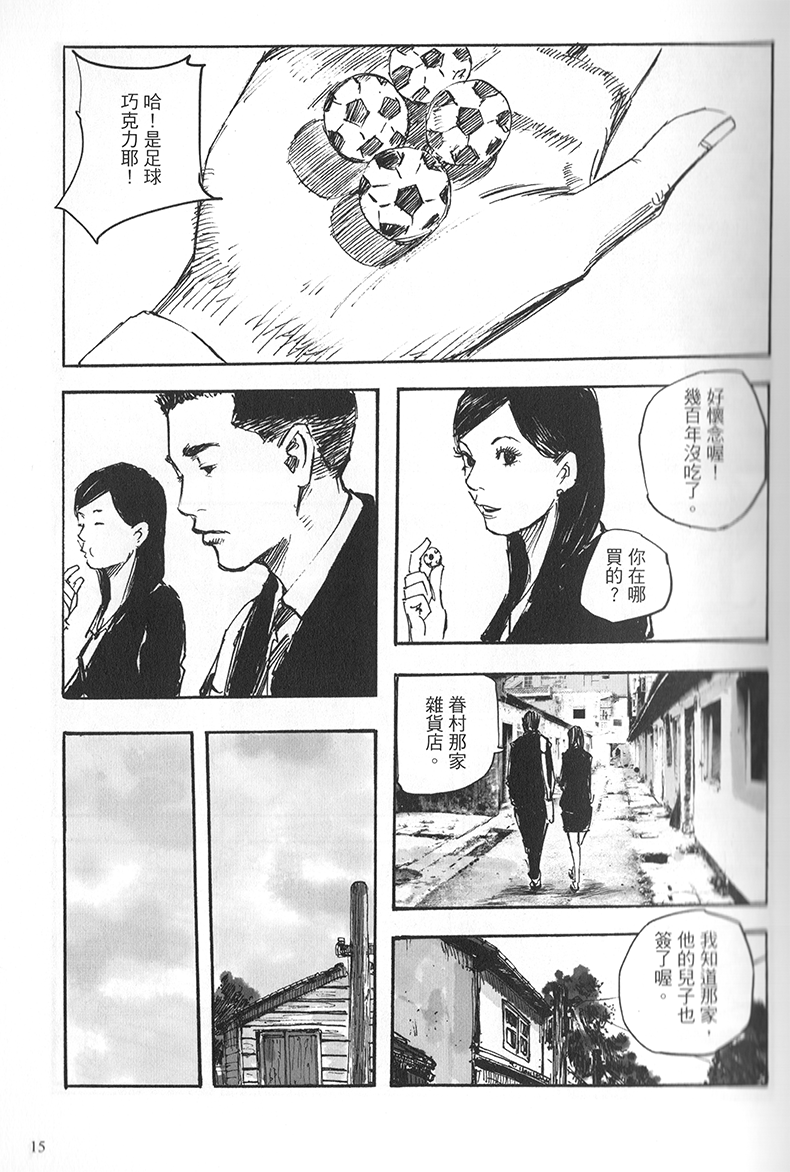 哈！是足球
巧克力耶！
好懷念喔！
幾百年沒吃了。
你在哪
買的？
眷村那家
雜貨店。
我知道那家，
他的兒子也
簽了喔。
15